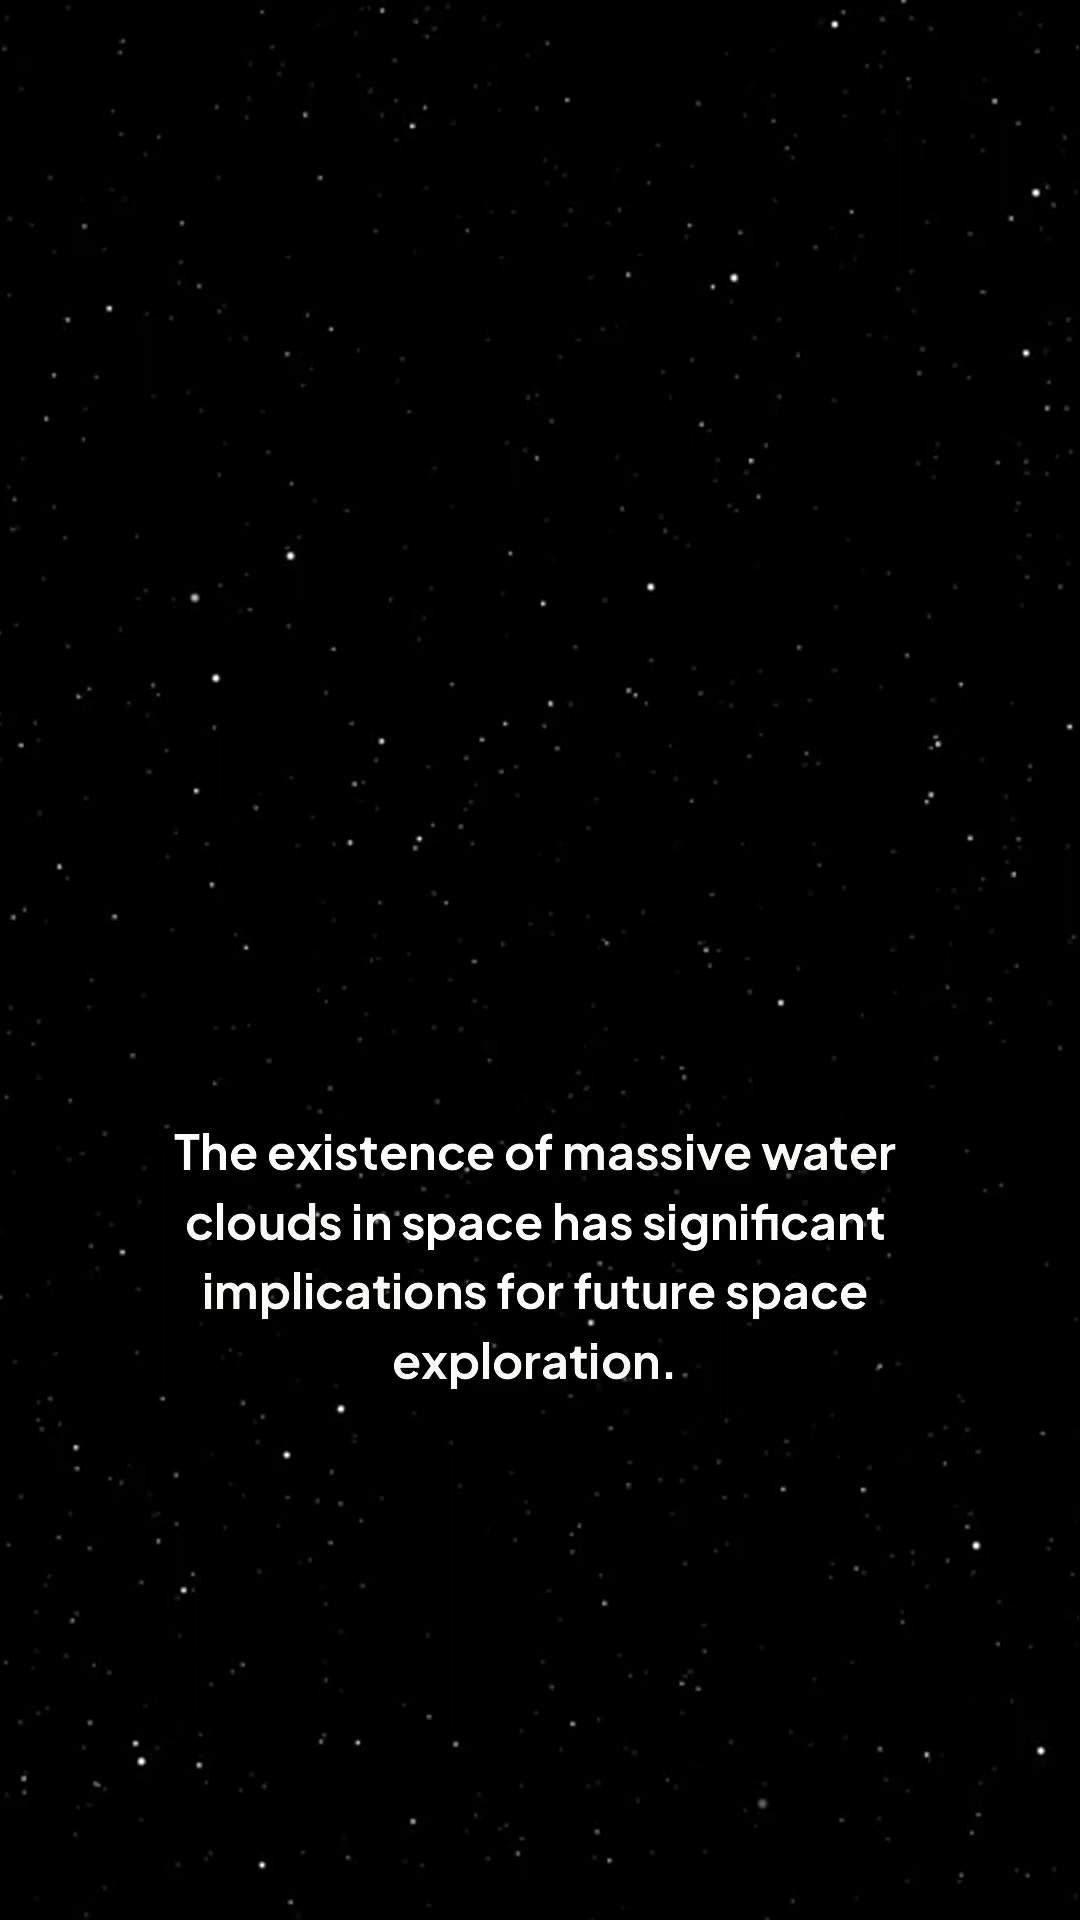 The existence of massive water
clouds in space has significant
implications for future space
exploration.